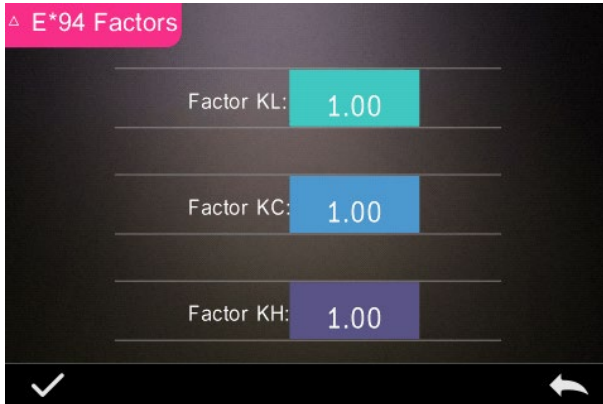 △ E*94 Factors
Factor KL: 1.00
Factor KC: 1.00
Factor KH: 1.00